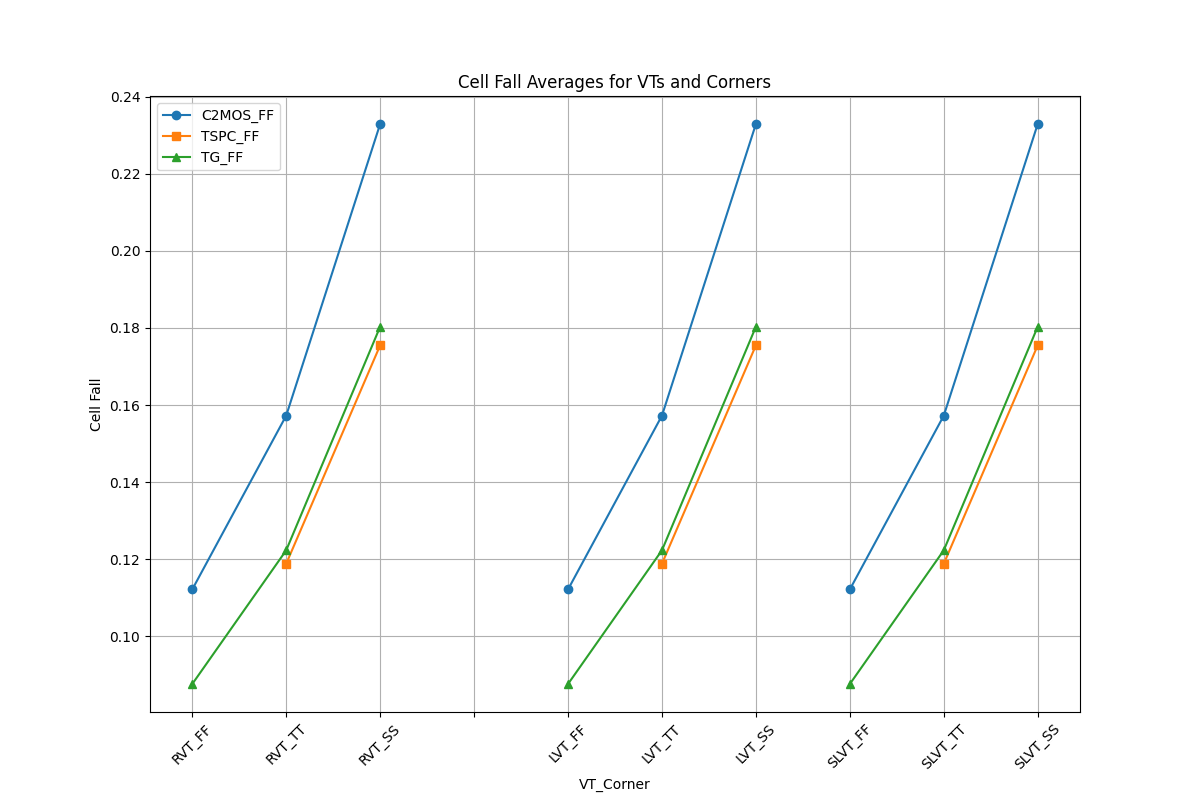 Cell Fall Averages for VTs and Corners
C2MOS_FF
TSPC_FF
TG_FF
0.24
0.22
0.20
0.18
0.16
0.14
0.12
0.10
Cell Fall
RVT_FF
RVT_TT
RVT_SS
LVT_FF
LVT_TT
LVT_SS
SLVT_FF
SLVT_TT
SLVT_SS
VT_Corner